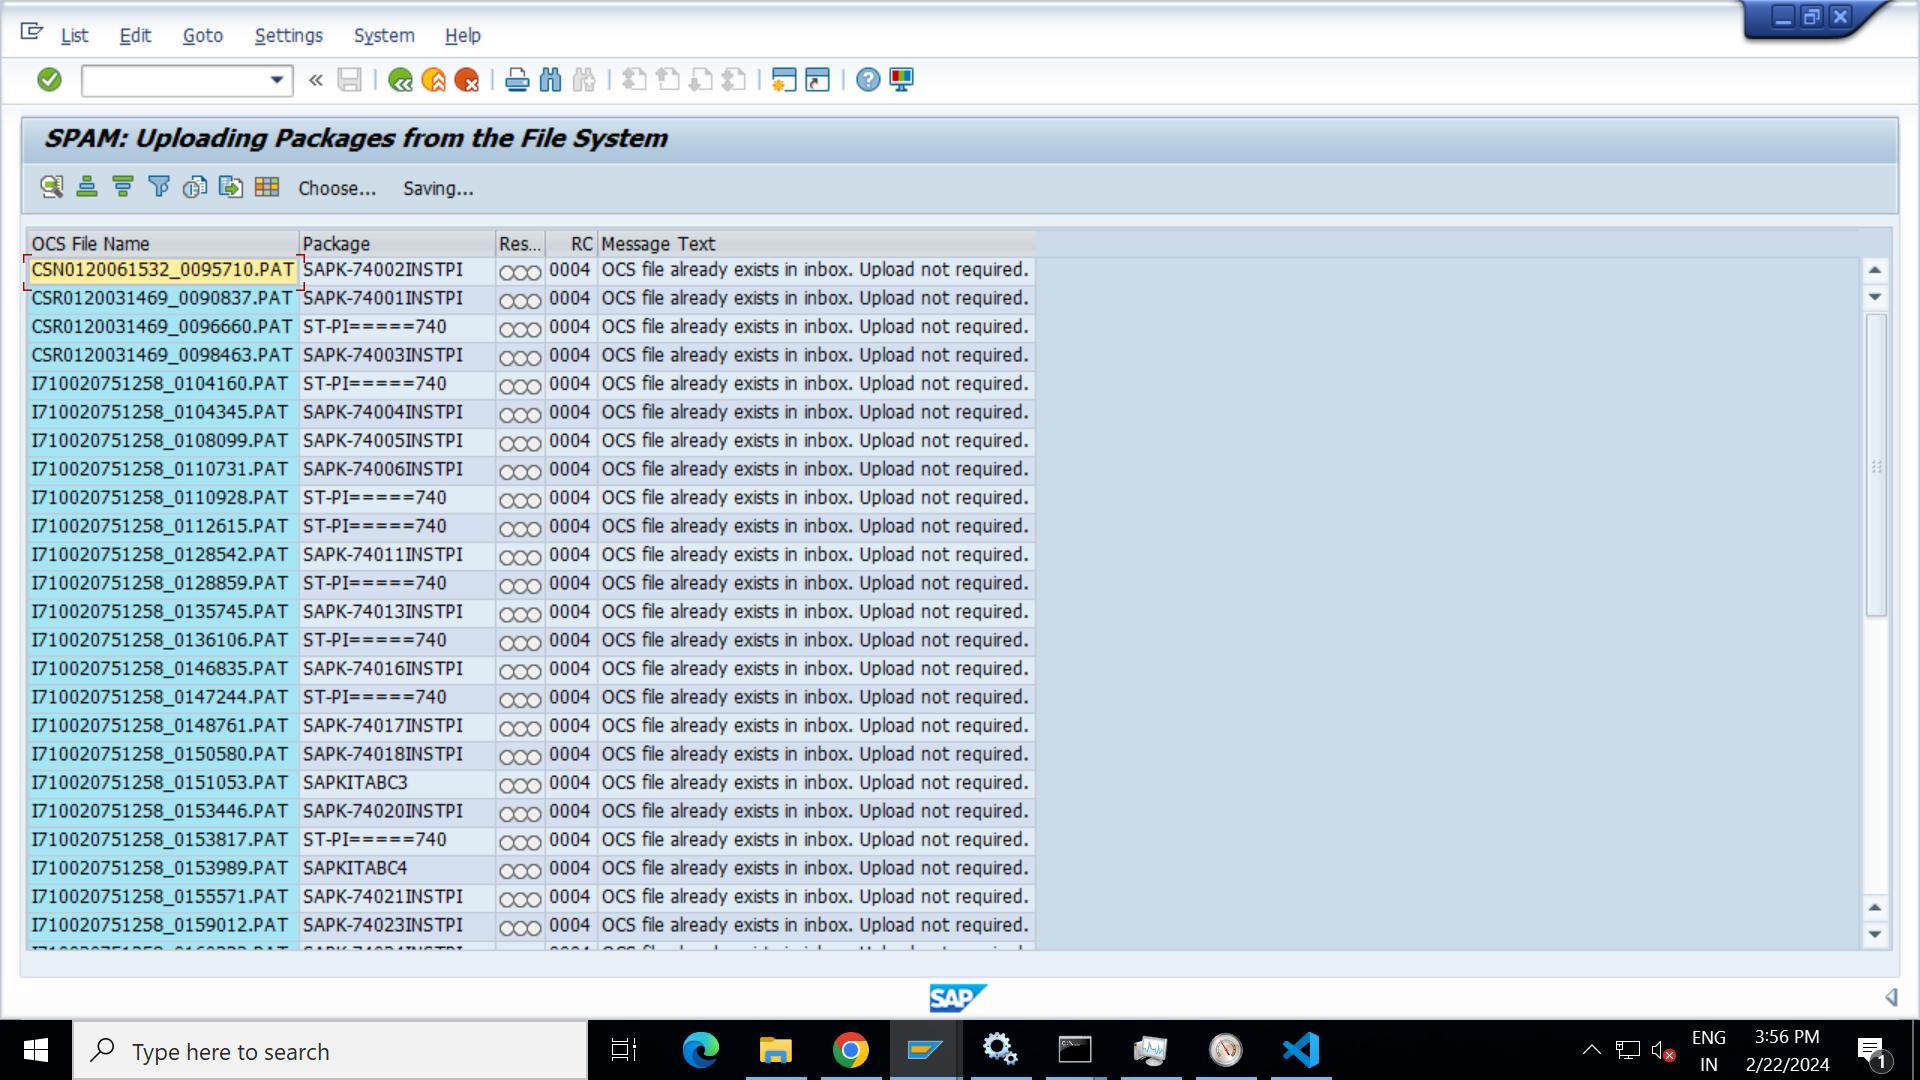 List Edit Goto Settings System Help
SPAM: Uploading Packages from the File System
Choose... Saving...
OCS File Name Package Res... RC Message Text
CSN0120061532_0095710.PAT SAPK-74002INSTPI 0004 OCS file already exists in inbox. Upload not required.
CSR0120031469_0090837.PAT SAPK-74001INSTPI 0004 OCS file already exists in inbox. Upload not required.
CSR0120031469_0096660.PAT ST-PI=====740 0004 OCS file already exists in inbox. Upload not required.
CSR0120031469_0098463.PAT SAPK-74003INSTPI 0004 OCS file already exists in inbox. Upload not required.
I710020751258_0104160.PAT ST-PI=====740 0004 OCS file already exists in inbox. Upload not required.
I710020751258_0104345.PAT SAPK-74004INSTPI 0004 OCS file already exists in inbox. Upload not required.
I710020751258_0108099.PAT SAPK-74005INSTPI 0004 OCS file already exists in inbox. Upload not required.
I710020751258_0110731.PAT SAPK-74006INSTPI 0004 OCS file already exists in inbox. Upload not required.
I710020751258_0110928.PAT ST-PI=====740 0004 OCS file already exists in inbox. Upload not required.
I710020751258_0112615.PAT ST-PI=====740 0004 OCS file already exists in inbox. Upload not required.
I710020751258_0128542.PAT SAPK-74011INSTPI 0004 OCS file already exists in inbox. Upload not required.
I710020751258_0128859.PAT ST-PI=====740 0004 OCS file already exists in inbox. Upload not required.
I710020751258_0135745.PAT SAPK-74013INSTPI 0004 OCS file already exists in inbox. Upload not required.
I710020751258_0136106.PAT ST-PI=====740 0004 OCS file already exists in inbox. Upload not required.
I710020751258_0146835.PAT SAPK-74016INSTPI 0004 OCS file already exists in inbox. Upload not required.
I710020751258_0147244.PAT ST-PI=====740 0004 OCS file already exists in inbox. Upload not required.
I710020751258_0148761.PAT SAPK-74017INSTPI 0004 OCS file already exists in inbox. Upload not required.
I710020751258_0150580.PAT SAPK-74018INSTPI 0004 OCS file already exists in inbox. Upload not required.
I710020751258_0151053.PAT SAPKITABC3 0004 OCS file already exists in inbox. Upload not required.
I710020751258_0153446.PAT SAPK-74020INSTPI 0004 OCS file already exists in inbox. Upload not required.
I710020751258_0153817.PAT ST-PI=====740 0004 OCS file already exists in inbox. Upload not required.
I710020751258_0153989.PAT SAPKITABC4 0004 OCS file already exists in inbox. Upload not required.
I710020751258_0155571.PAT SAPK-74021INSTPI 0004 OCS file already exists in inbox. Upload not required.
I710020751258_0159012.PAT SAPK-74023INSTPI 0004 OCS file already exists in inbox. Upload not required.
SAP
Type here to search
ENG
IN
3:56 PM
2/22/2024
1